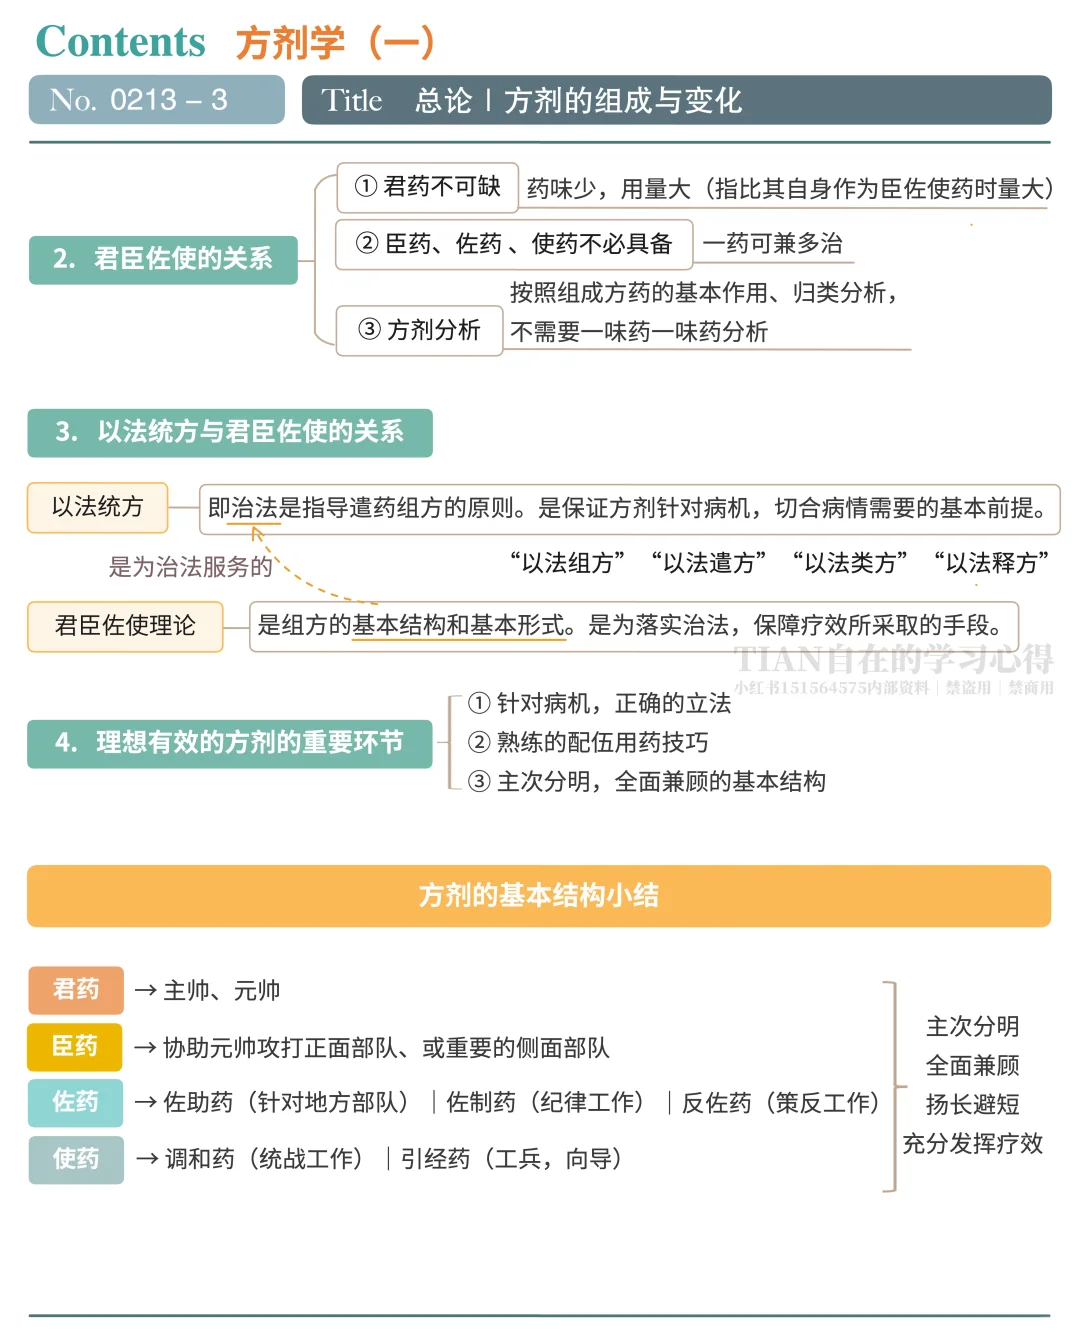 Contents 方剂学（一）
No. 0213 – 3 Title 总论 | 方剂的组成与变化
2. 君臣佐使的关系
① 君药不可缺 药味少，用量大（指比其自身作为臣佐使药时量大）
② 臣药、佐药 、使药不必具备 一药可兼多治
③ 方剂分析 按照组成方药的基本作用、归类分析，
不需要一味药一味药分析
3. 以法统方与君臣佐使的关系
以法统方 即治法是指导遣药组方的原则。是保证方剂针对病机，切合病情需要的基本前提。
是为治法服务的 “以法组方” “以法遣方” “以法类方” “以法释方”
君臣佐使理论 是组方的基本结构和基本形式。是为落实治法，保障疗效所采取的手段。
TIAN自在的学习心得
小红书151564575内部资料｜禁盗用｜禁商用
4. 理想有效的方剂的重要环节
① 针对病机，正确的立法
② 熟练的配伍用药技巧
③ 主次分明，全面兼顾的基本结构
方剂的基本结构小结
君药 → 主帅、元帅
臣药 → 协助元帅攻打正面部队、或重要的侧面部队
佐药 → 佐助药（针对地方部队）｜佐制药（纪律工作）｜反佐药（策反工作）
使药 → 调和药（统战工作）｜引经药（工兵，向导）
主次分明
全面兼顾
扬长避短
充分发挥疗效